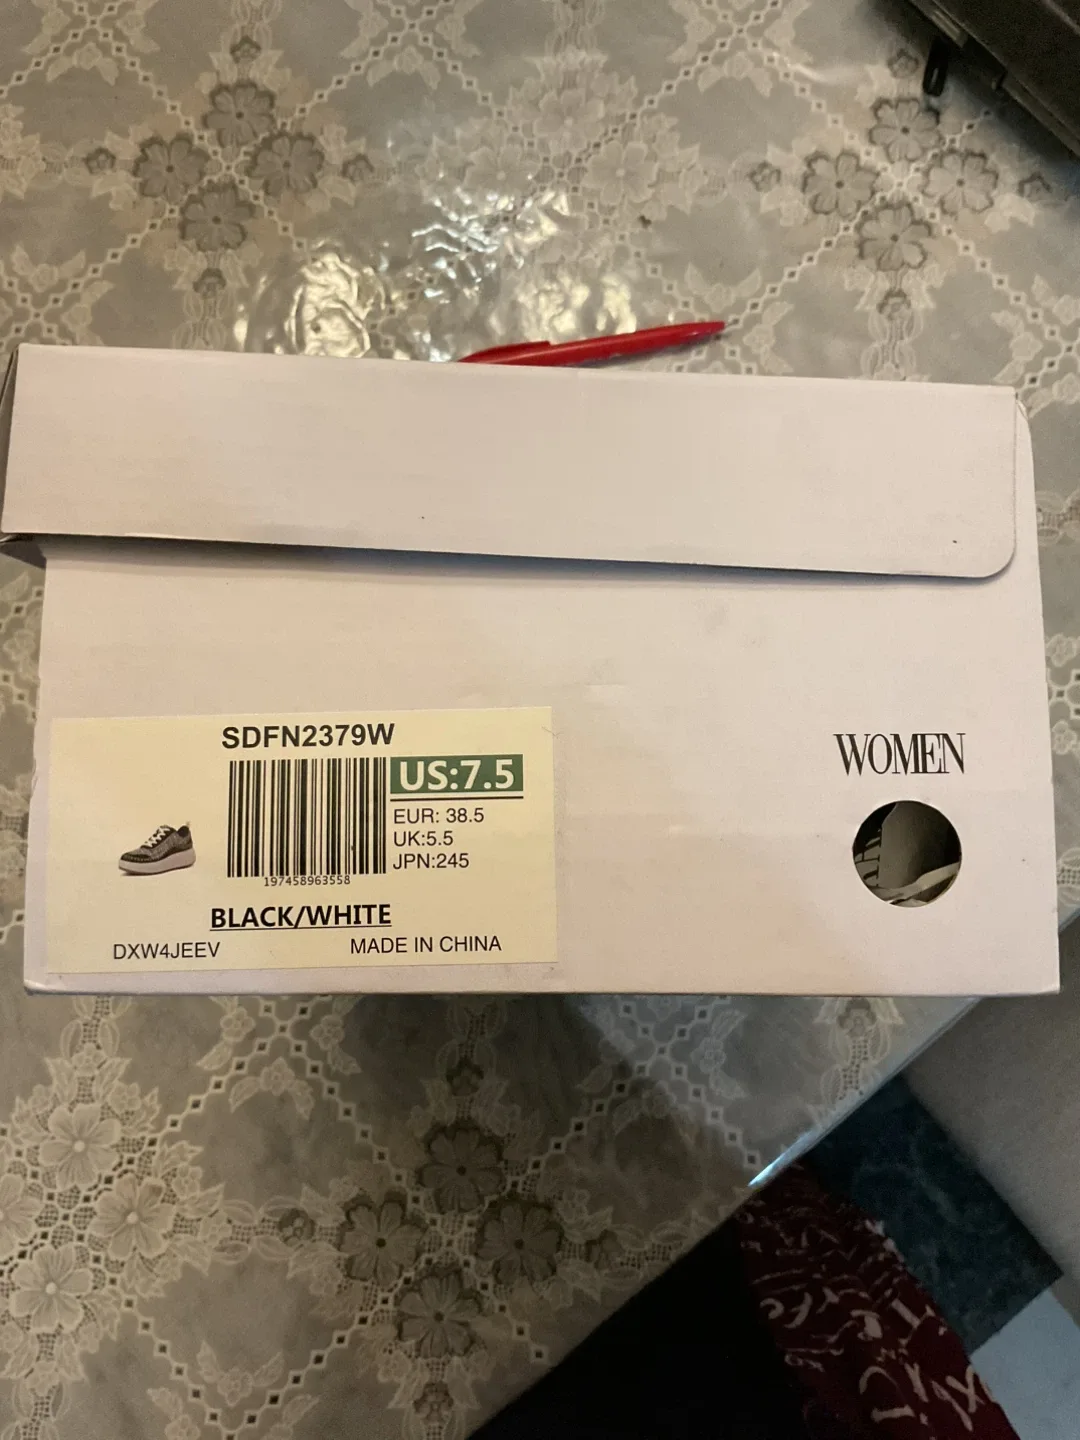 SDFN2379W
US:7.5
EUR: 38.5
UK:5.5
JPN:245
197458963558
BLACK/WHITE
DXW4JEEV MADE IN CHINA
WOMEN